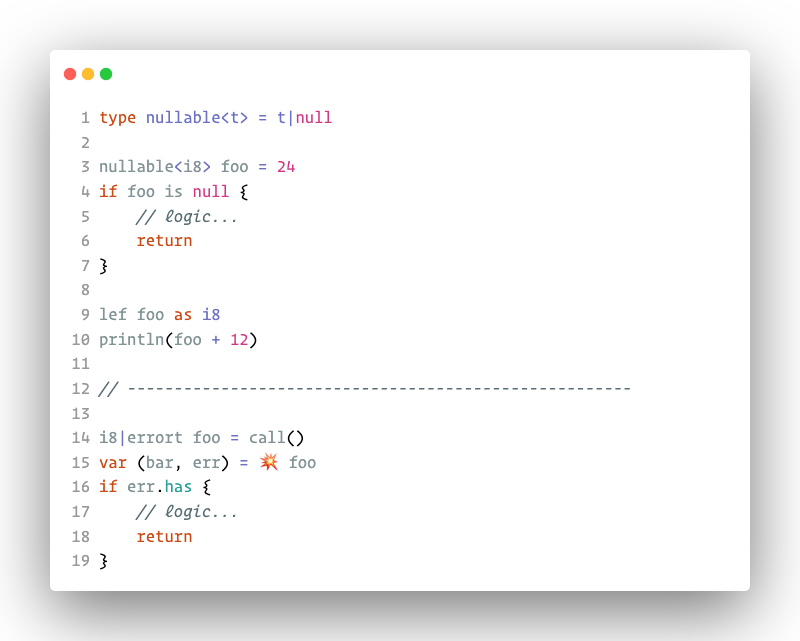 1 type nullable<t> = t|null
2
3 nullable<i8> foo = 24
4 if foo is null {
5     // logic...
6     return
7 }
8
9 lef foo as i8
10 println(foo + 12)
11
12 // ------------------------------------------------------
13
14 i8|errort foo = call()
15 var (bar, err) = 💥 foo
16 if err.has {
17     // logic...
18     return
19 }